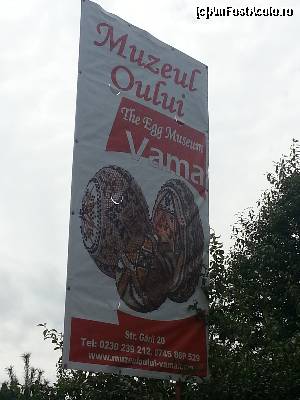 (c)AmFostAcolo.ro
Muzeul
Oului
The Egg Museum
Vama
Str. Gării 20
Tel: 0230 239 212, 0745 869 529
www.muzeuloului-vama.